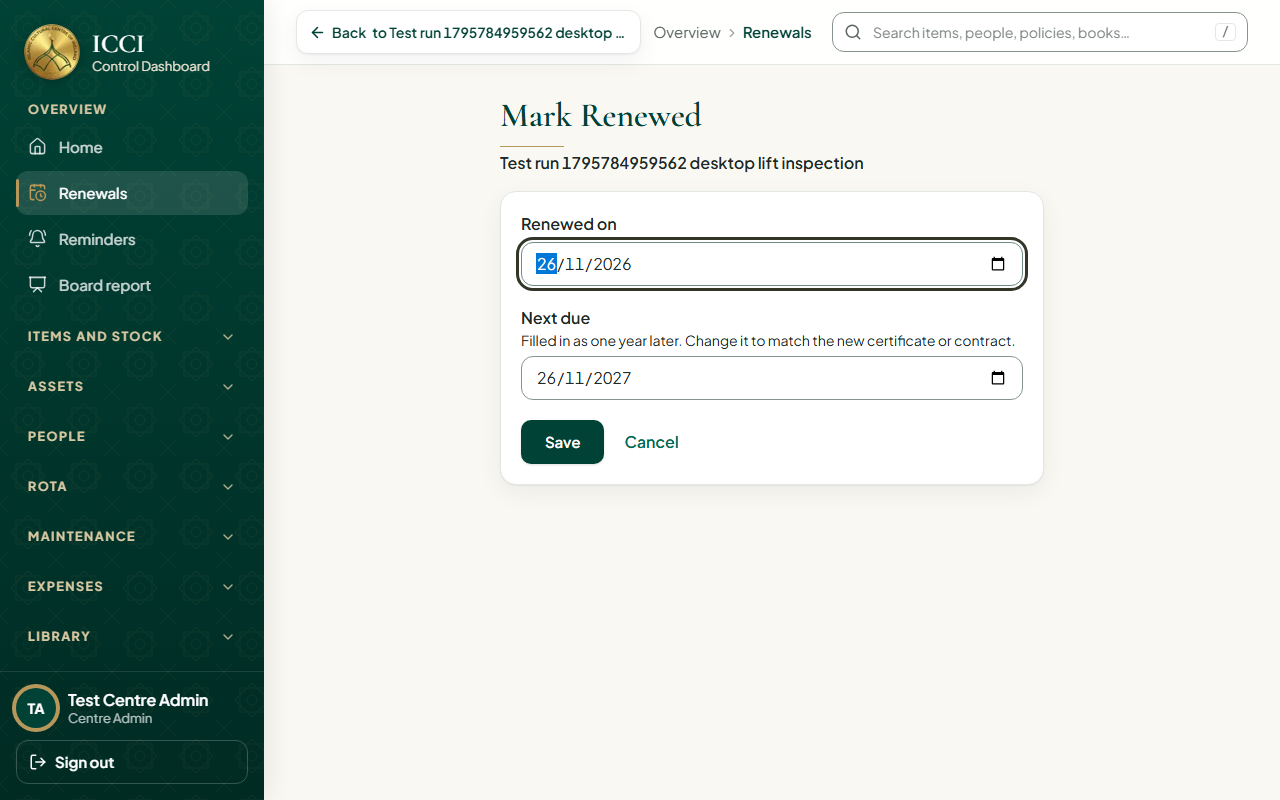 ICCI
Control Dashboard
OVERVIEW
Home
Renewals
Reminders
Board report
ITEMS AND STOCK
ASSETS
PEOPLE
ROTA
MAINTENANCE
EXPENSES
LIBRARY
TA
Test Centre Admin
Centre Admin
Sign out
Back to Test run 1795784959562 desktop ...
Overview > Renewals
Search items, people, policies, books...
/
Mark Renewed
Test run 1795784959562 desktop lift inspection
Renewed on
26/11/2026
Next due
Filled in as one year later. Change it to match the new certificate or contract.
26/11/2027
Save
Cancel